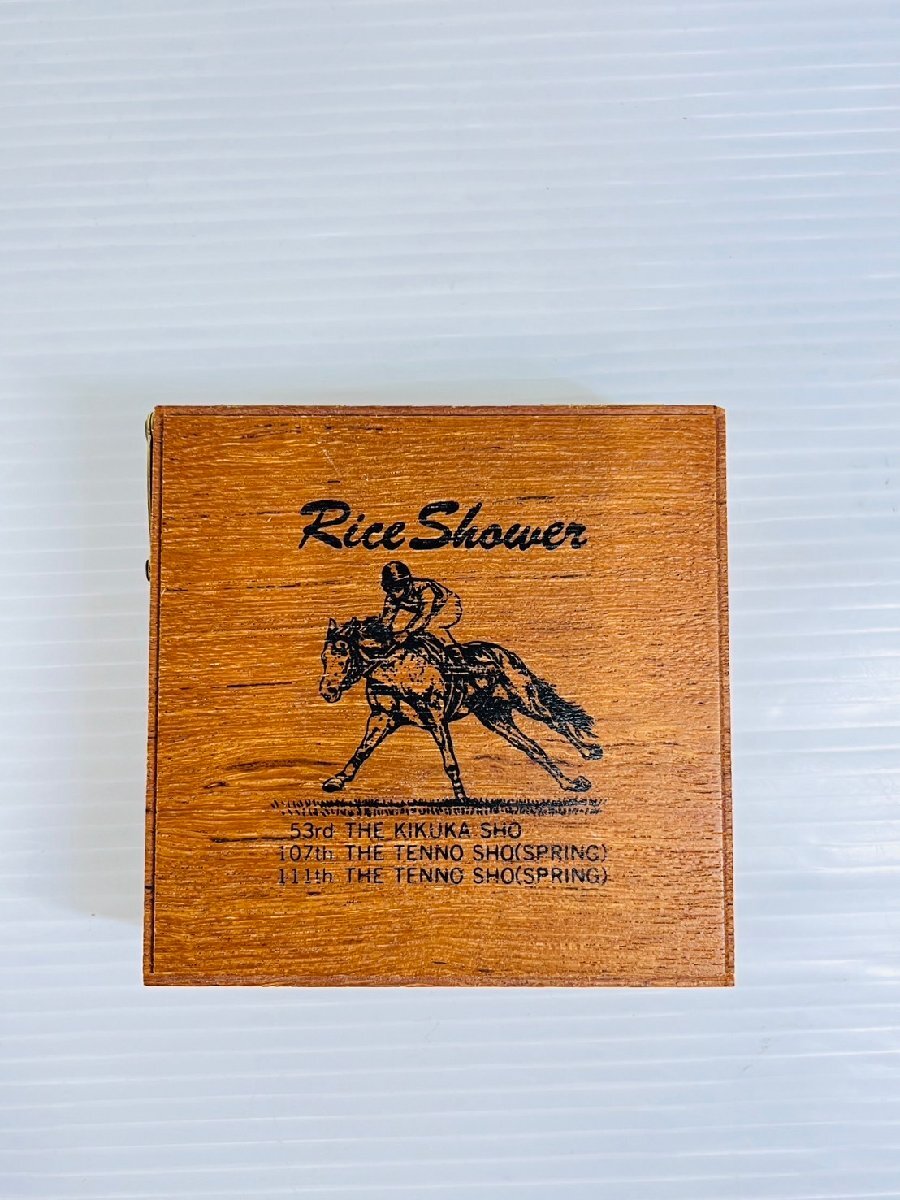 Rice Shower
53rd THE KIKUKA SHO
107th THE TENNO SHO(SPRING)
111th THE TENNO SHO(SPRING)